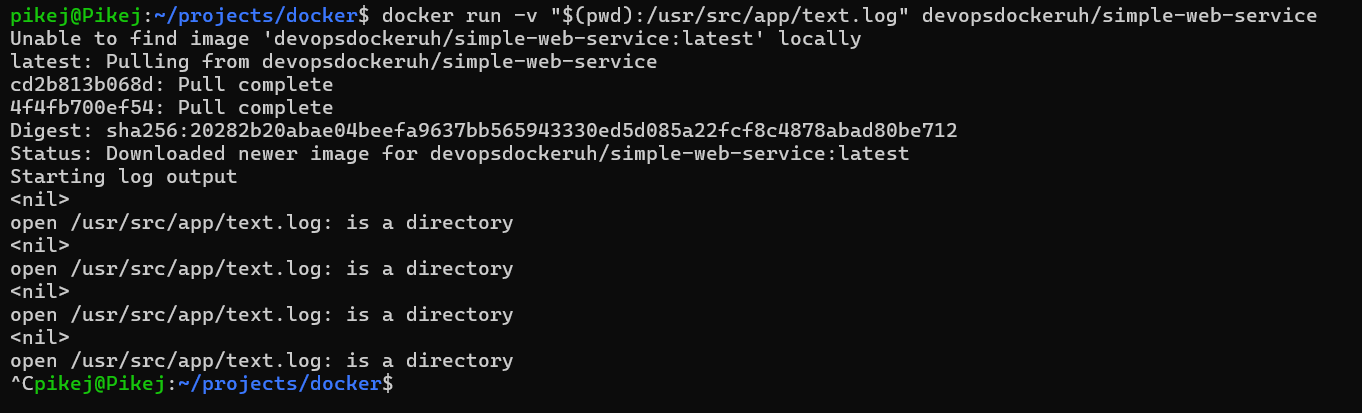 pikej@Pikej:~/projects/docker$ docker run -v "$(pwd):/usr/src/app/text.log" devopsdockeruh/simple-web-service
Unable to find image 'devopsdockeruh/simple-web-service:latest' locally
latest: Pulling from devopsdockeruh/simple-web-service
cd2b813b068d: Pull complete
4f4fb700ef54: Pull complete
Digest: sha256:20282b20abae04beefa9637bb565943330ed5d085a22fcf8c4878abad80be712
Status: Downloaded newer image for devopsdockeruh/simple-web-service:latest
Starting log output
<nil>
open /usr/src/app/text.log: is a directory
<nil>
open /usr/src/app/text.log: is a directory
<nil>
open /usr/src/app/text.log: is a directory
<nil>
open /usr/src/app/text.log: is a directory
^Cpikej@Pikej:~/projects/docker$